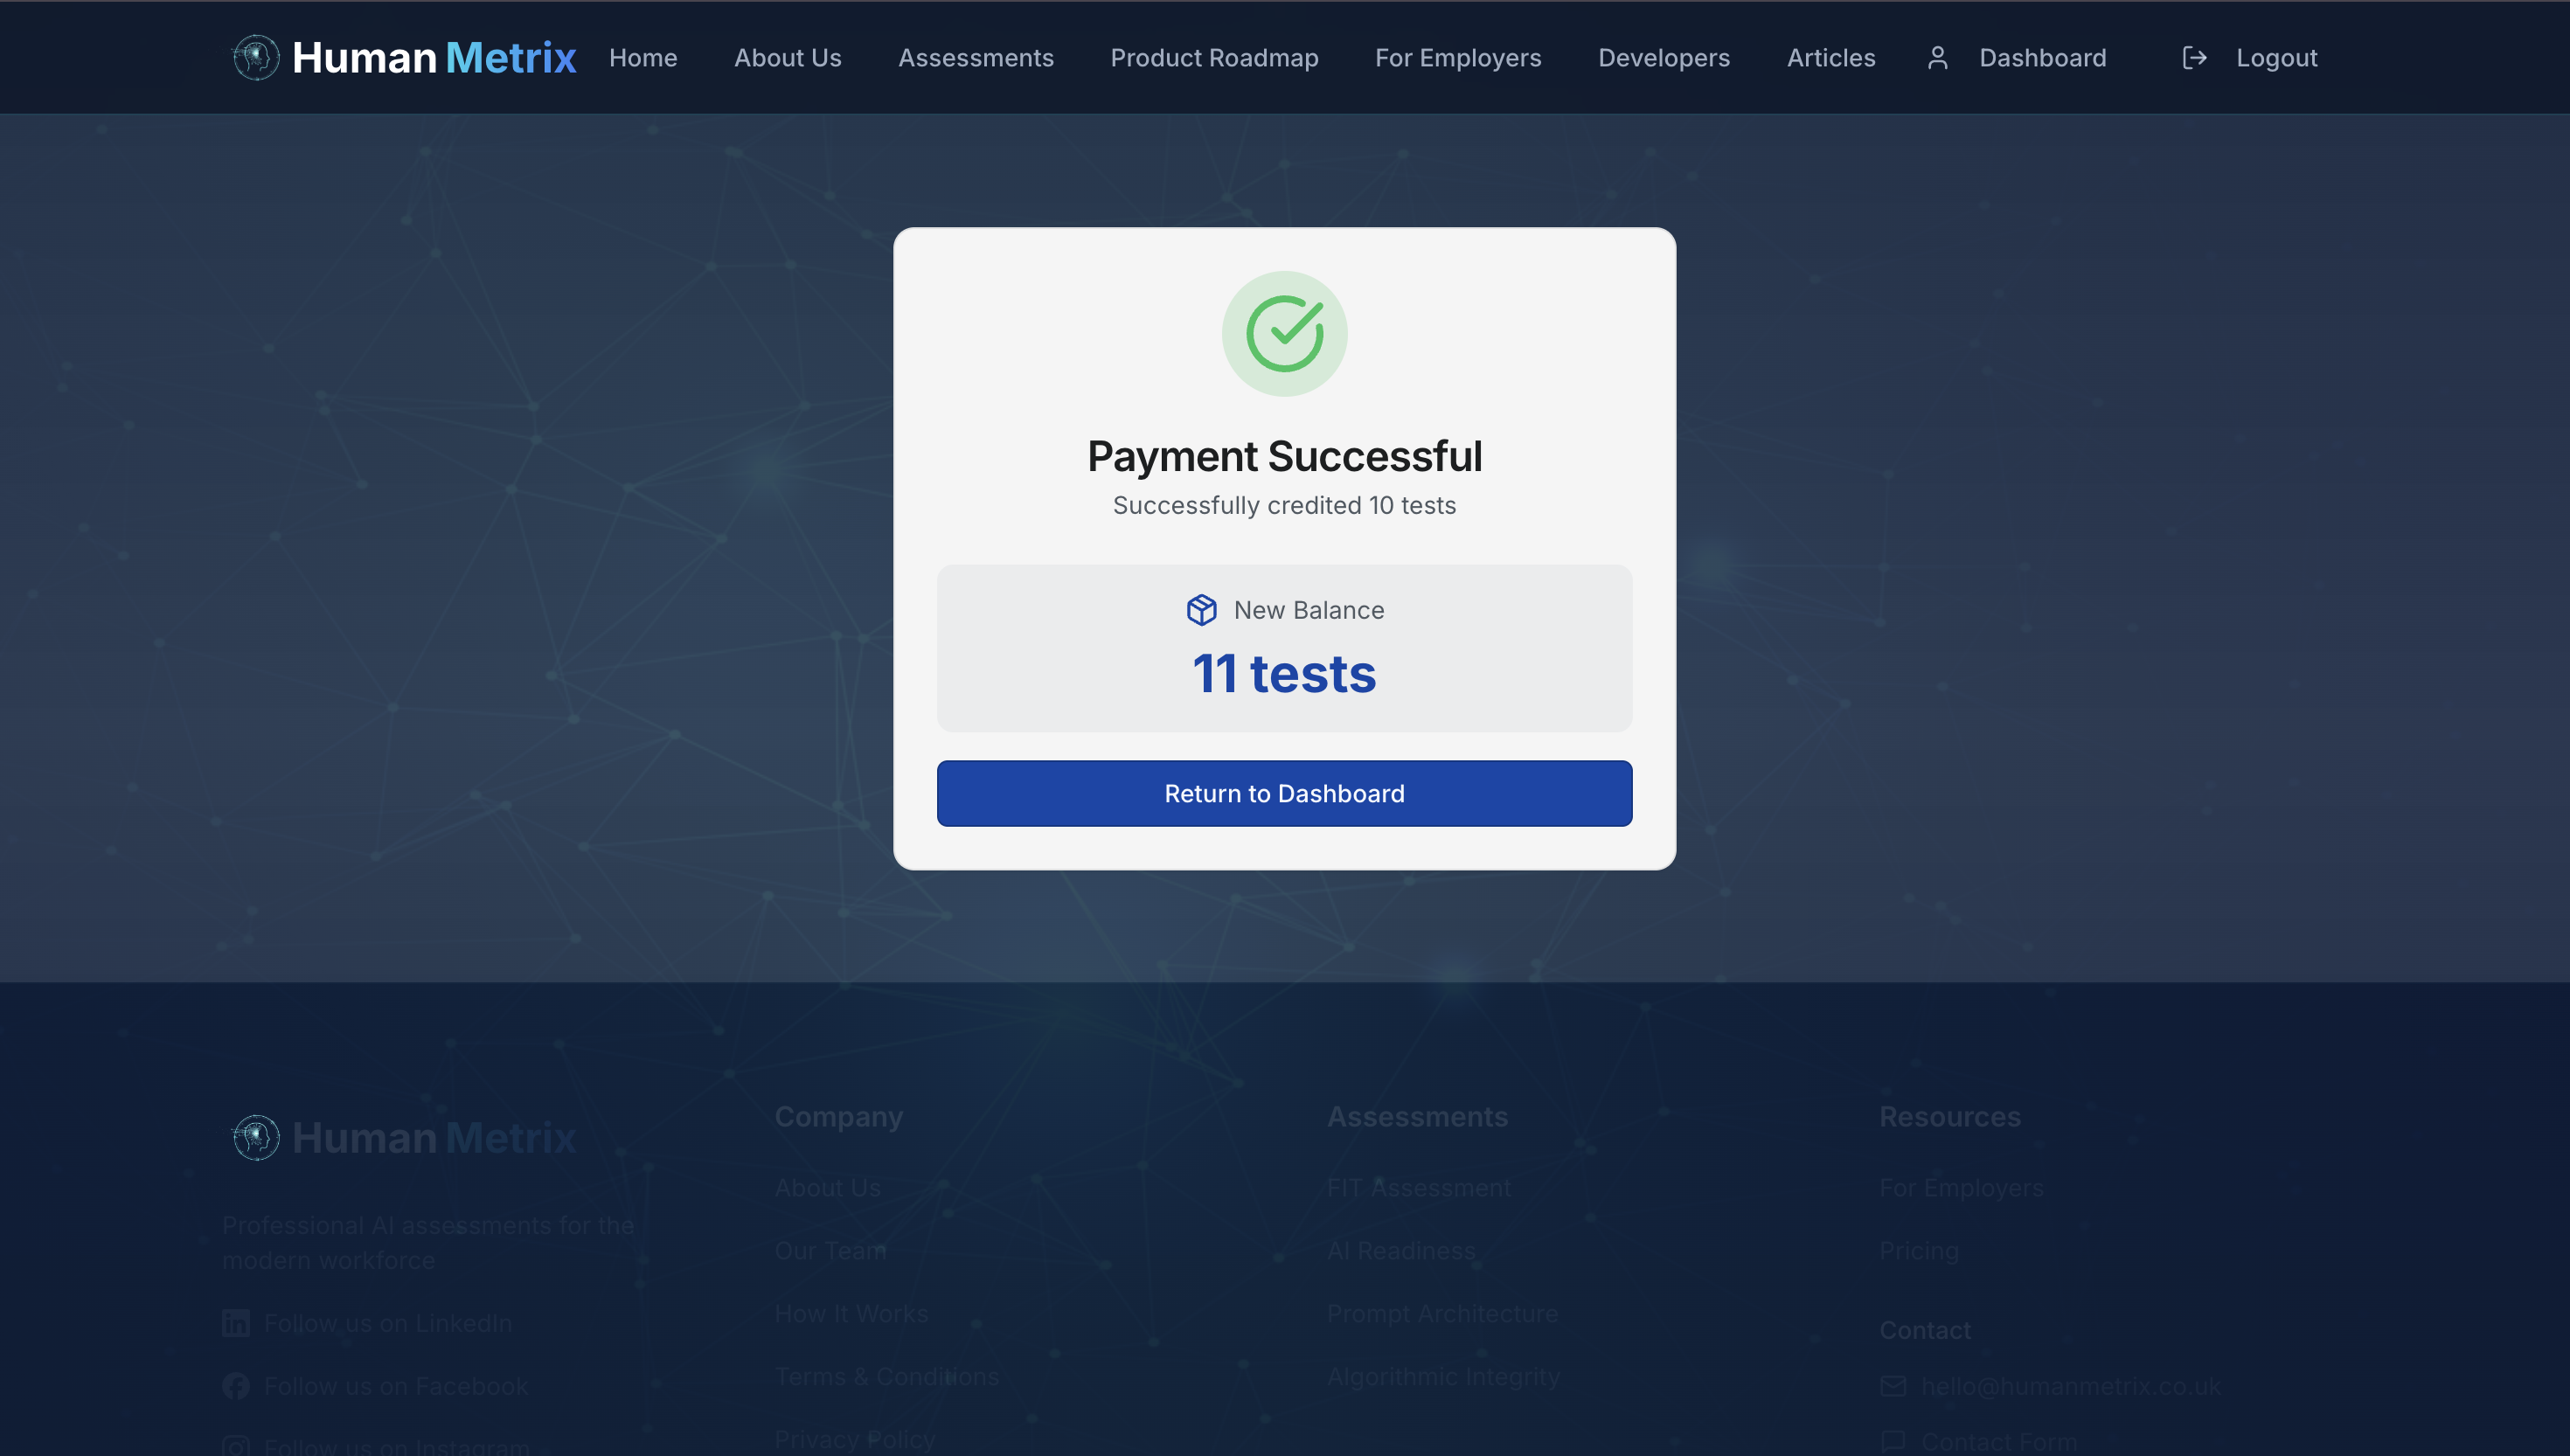 Human Metrix Home About Us Assessments Product Roadmap For Employers Developers Articles Dashboard Logout
Payment Successful
Successfully credited 10 tests
New Balance
11 tests
Return to Dashboard
Human Metrix
Professional AI assessments for the
modern workforce
Follow us on LinkedIn
Follow us on Facebook
Follow us on Instagram
Company
About Us
Our Team
How It Works
Terms & Conditions
Privacy Policy
Assessments
FIT Assessment
AI Readiness
Prompt Architecture
Algorithmic Integrity
Resources
For Employers
Pricing
Contact
hello@humanmetrix.co.uk
Contact Form